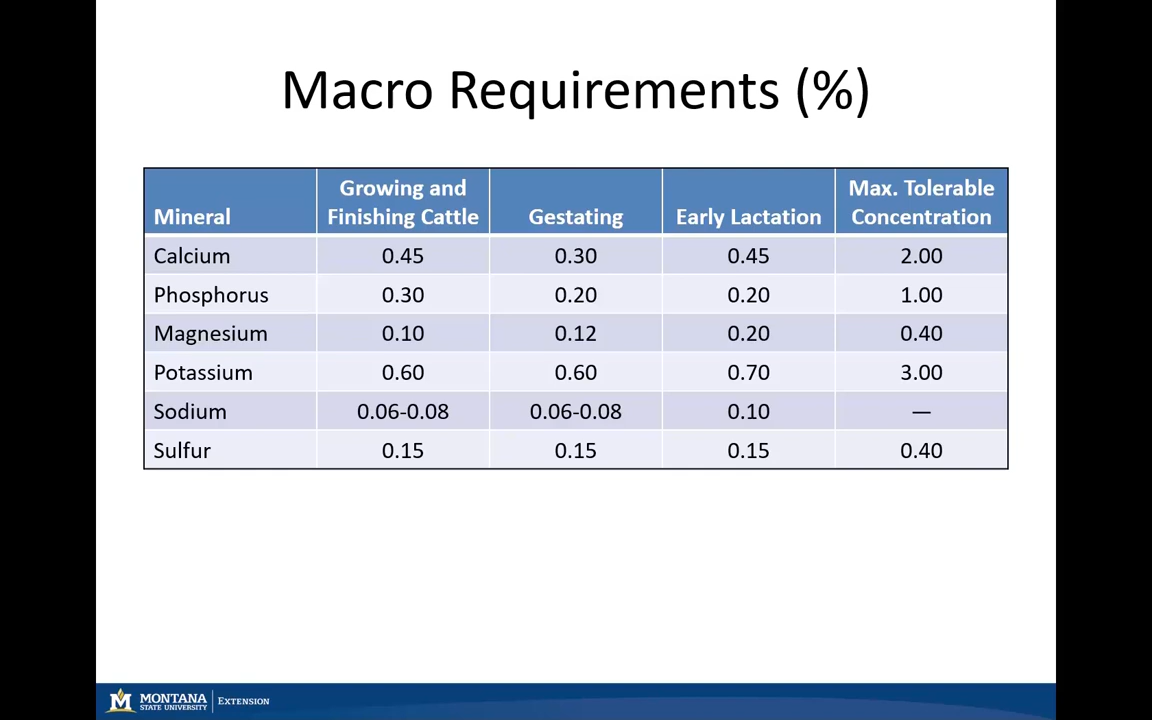 Macro Requirements (%)
Mineral Growing and Finishing Cattle Gestating Early Lactation Max. Tolerable Concentration
Calcium 0.45 0.30 0.45 2.00
Phosphorus 0.30 0.20 0.20 1.00
Magnesium 0.10 0.12 0.20 0.40
Potassium 0.60 0.60 0.70 3.00
Sodium 0.06-0.08 0.06-0.08 0.10 —
Sulfur 0.15 0.15 0.15 0.40
M MONTANA STATE UNIVERSITY EXTENSION